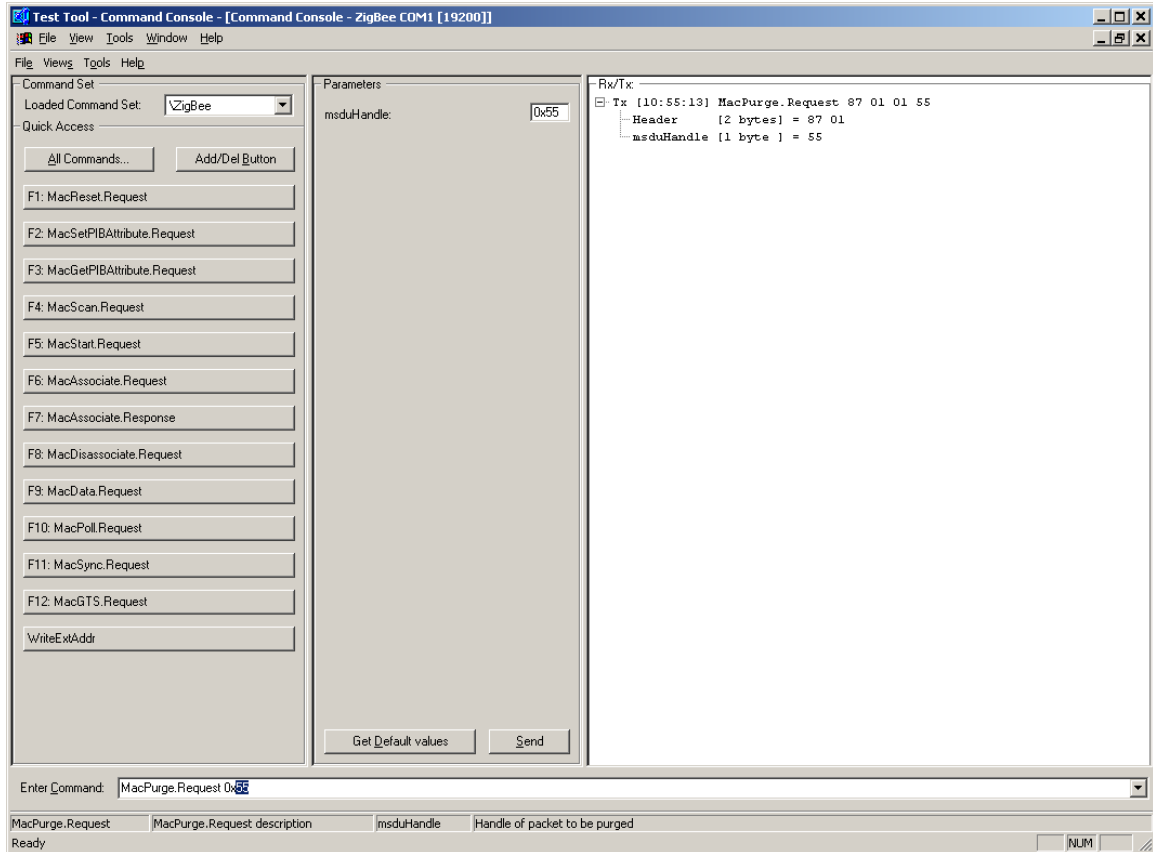 Test Tool - Command Console - [Command Console - ZigBee COM1 [19200]]
File View Tools Window Help
File Views Tools Help
Command Set
Loaded Command Set: \ZigBee
Quick Access
All Commands... Add/Del Button
F1: MacReset.Request
F2: MacSetPIBAttribute.Request
F3: MacGetPIBAttribute.Request
F4: MacScan.Request
F5: MacStart.Request
F6: MacAssociate.Request
F7: MacAssociate.Response
F8: MacDisassociate.Request
F9: MacData.Request
F10: MacPoll.Request
F11: MacSync.Request
F12: MacGTS.Request
WriteExtAddr
Parameters
msduHandle: 0x55
Get Default values Send
Rx/Tx:
Tx [10:55:13] MacPurge.Request 87 01 01 55
Header [2 bytes] = 87 01
msduHandle [1 byte ] = 55
Enter Command: MacPurge.Request 0x55
MacPurge.Request MacPurge.Request description msduHandle Handle of packet to be purged
Ready NUM